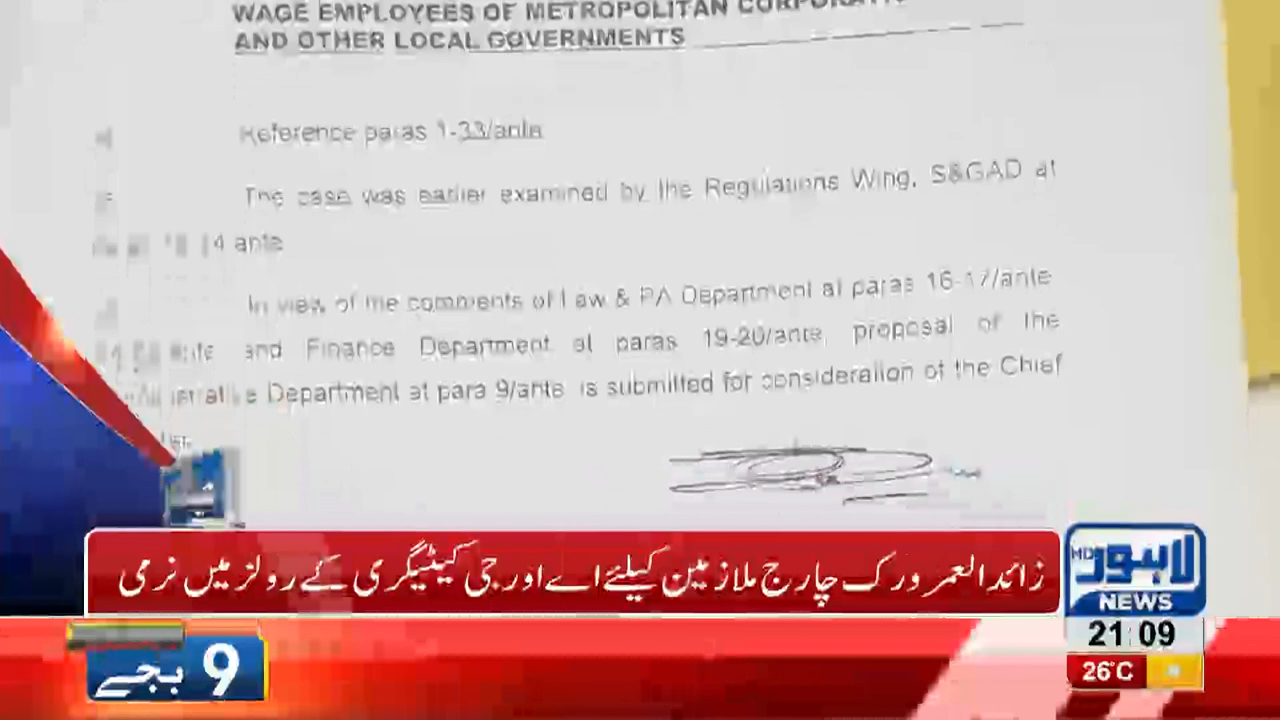 WAGE EMPLOYEES OF METROPOLITAN
AND OTHER LOCAL GOVERNMENTS
Reference paras 1-33/ante
The case was earlier examined by the Regulations Wing, S&GAD at
14 ante
In view of the comments of Law & PA Department at paras 16-17/ante
and Finance Department at paras 19-20/ante, proposal of the
Department at para 9/ante is submitted for consideration of the Chief
زائد العمر ورک چارج ملازمین کیلئے اے اور جی کیٹیگری کے رولز میں نرمی
لاہور HD
NEWS
21:09
26°C
9 بجے